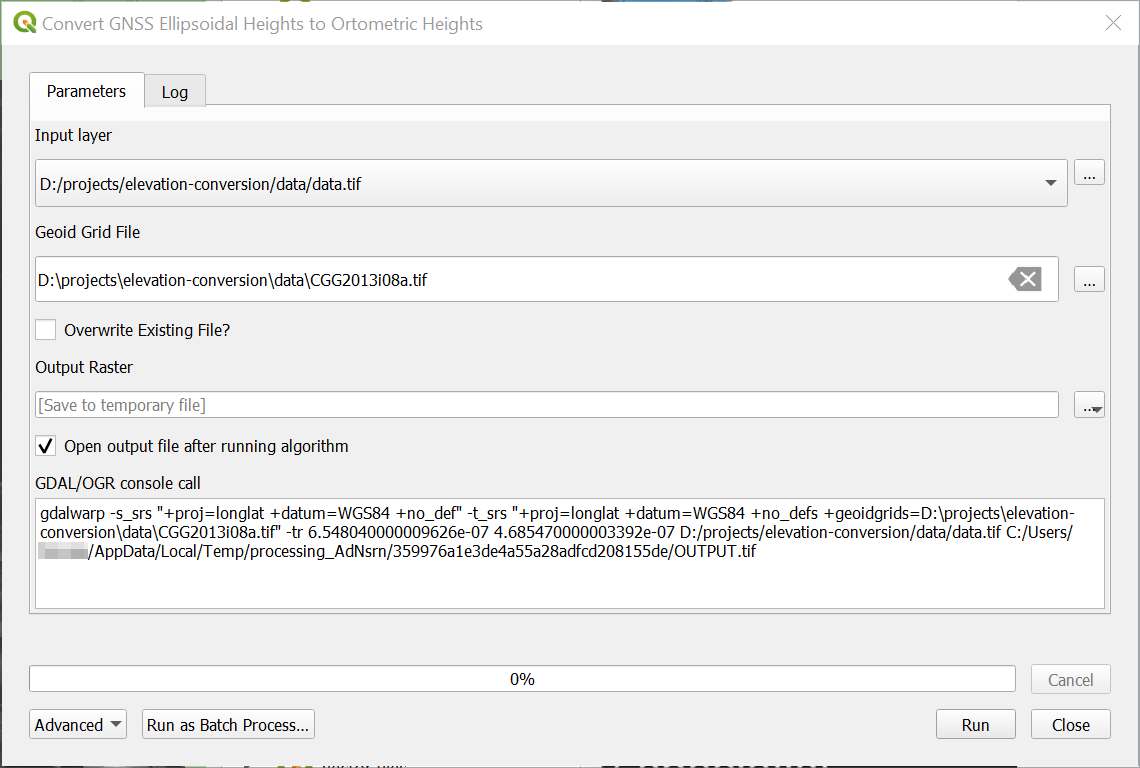 Convert GNSS Ellipsoidal Heights to Ortometric Heights
Parameters
Log
Input layer
D:/projects/elevation-conversion/data/data.tif
...
Geoid Grid File
D:\projects\elevation-conversion\data\CGG2013i08a.tif
...
Overwrite Existing File?
Output Raster
[Save to temporary file]
...
Open output file after running algorithm
GDAL/OGR console call
gdalwarp -s_srs "+proj=longlat +datum=WGS84 +no_def" -t_srs "+proj=longlat +datum=WGS84 +no_defs +geoidgrids=D:\projects\elevation-
conversion\data\CGG2013i08a.tif" -tr 6.548040000009626e-07 4.685470000003392e-07 D:/projects/elevation-conversion/data/data.tif C:/Users/
/AppData/Local/Temp/processing_AdNsrn/359976a1e3de4a55a28adfcd208155de/OUTPUT.tif
0%
Cancel
Advanced
Run as Batch Process...
Run
Close